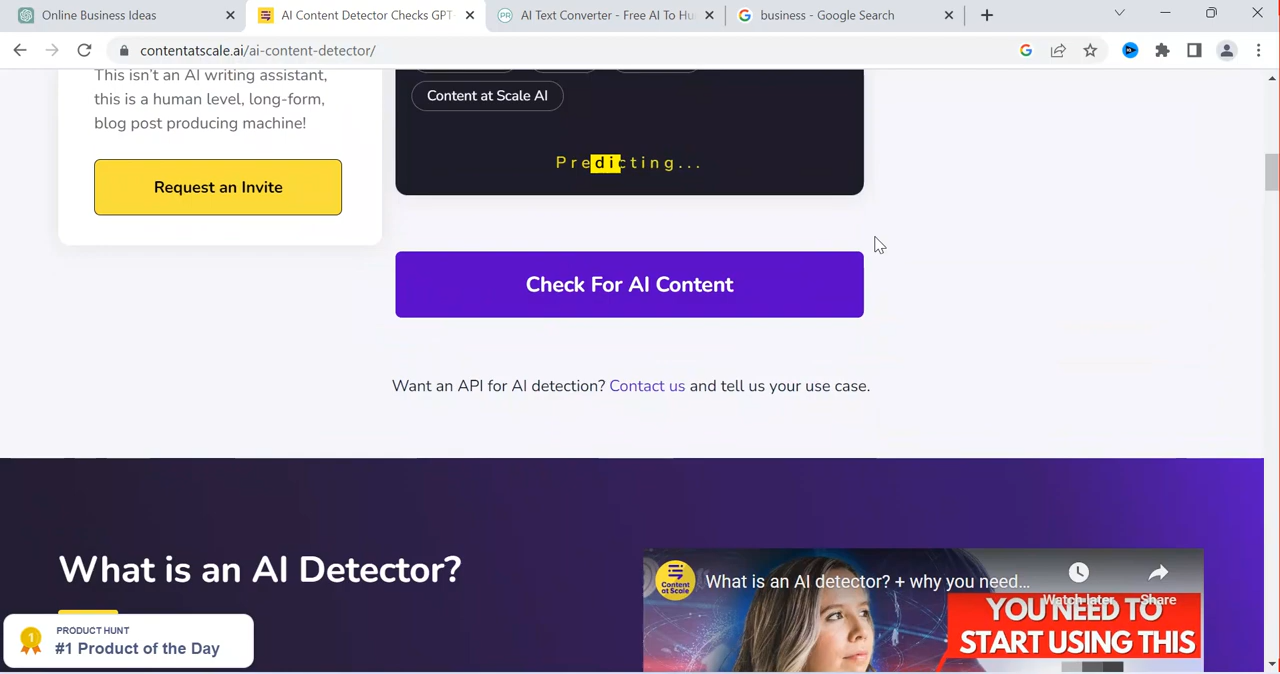 Online Business Ideas
AI Content Detector Checks GPT
AI Text Converter - Free AI To Hu
business - Google Search
contentatscale.ai/ai-content-detector/
This isn't an AI writing assistant,
this is a human level, long-form,
blog post producing machine!
Request an Invite
Content at Scale AI
Predicting...
Check For AI Content
Want an API for AI detection? Contact us and tell us your use case.
What is an AI Detector?
Content
at Scale
What is an AI detector? + why you need...
Watch later
Share
YOU NEED TO
START USING THIS
1
PRODUCT HUNT
#1 Product of the Day